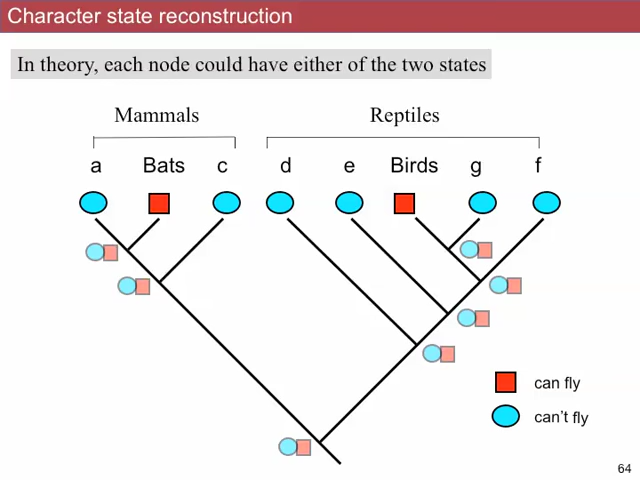 Character state reconstruction
In theory, each node could have either of the two states
Mammals Reptiles
a Bats c d e Birds g f
can fly
can't fly
64